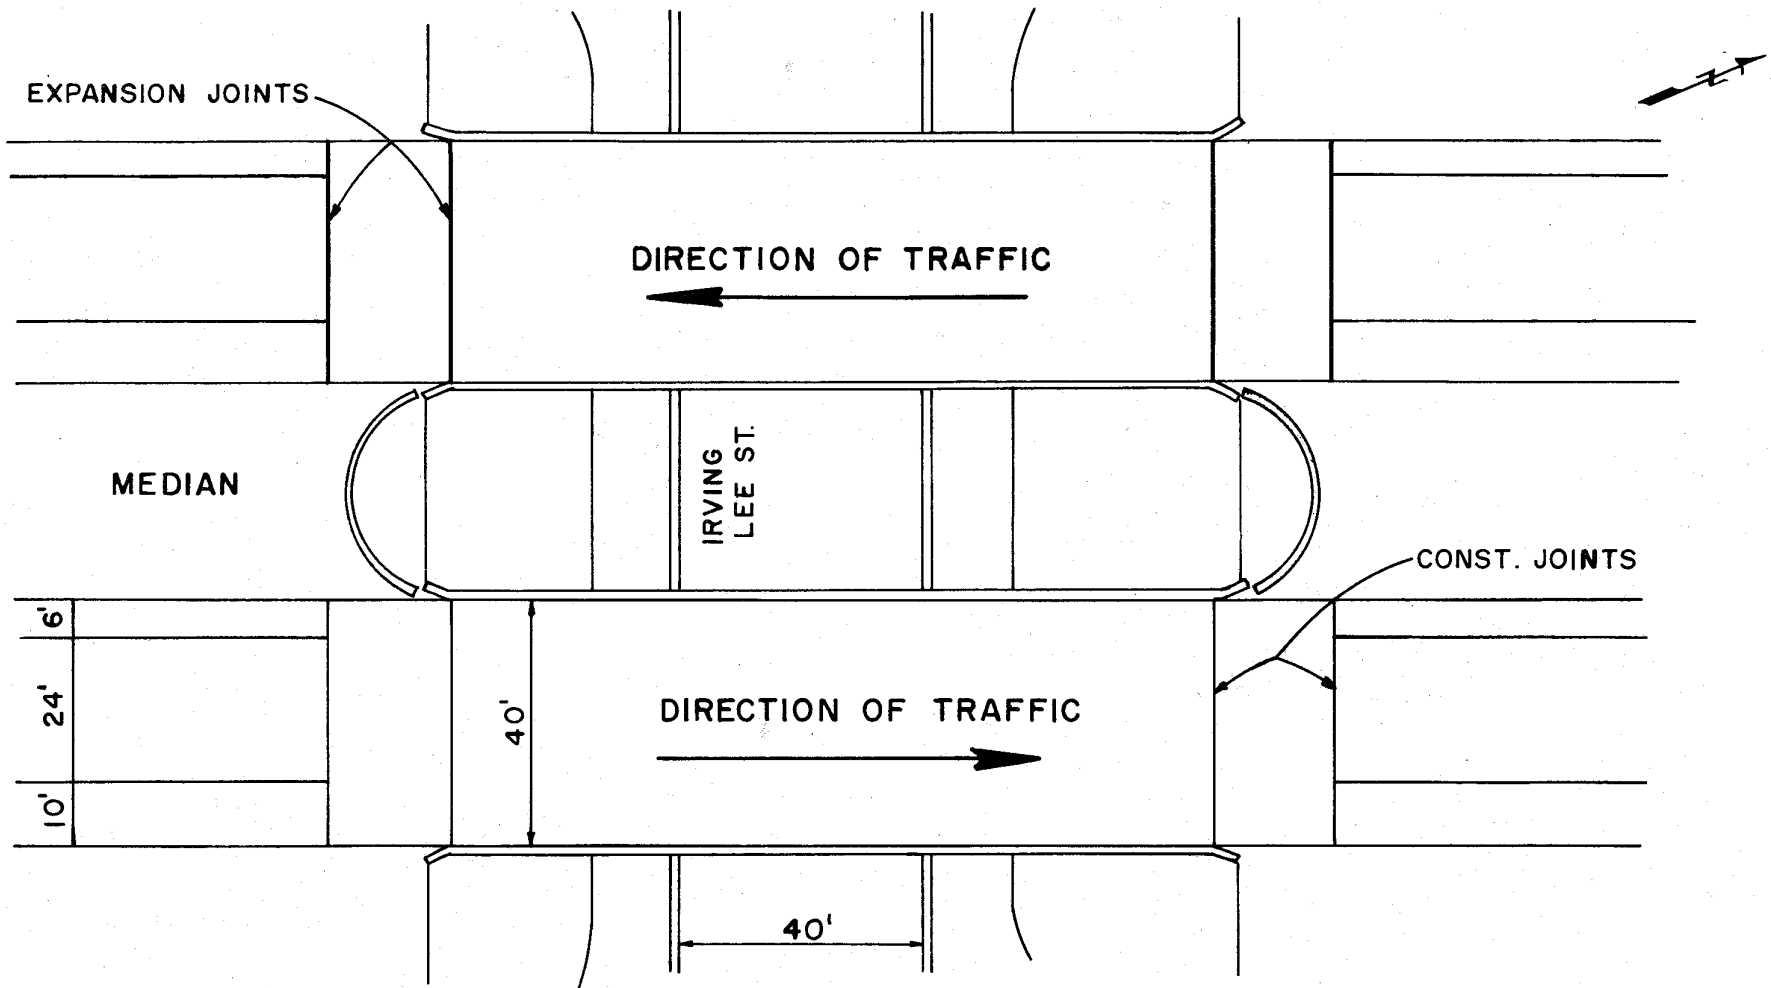 EXPANSION JOINTS
N
DIRECTION OF TRAFFIC
MEDIAN
IRVING
LEE ST.
CONST. JOINTS
6'
24'
10'
40'
DIRECTION OF TRAFFIC
40'